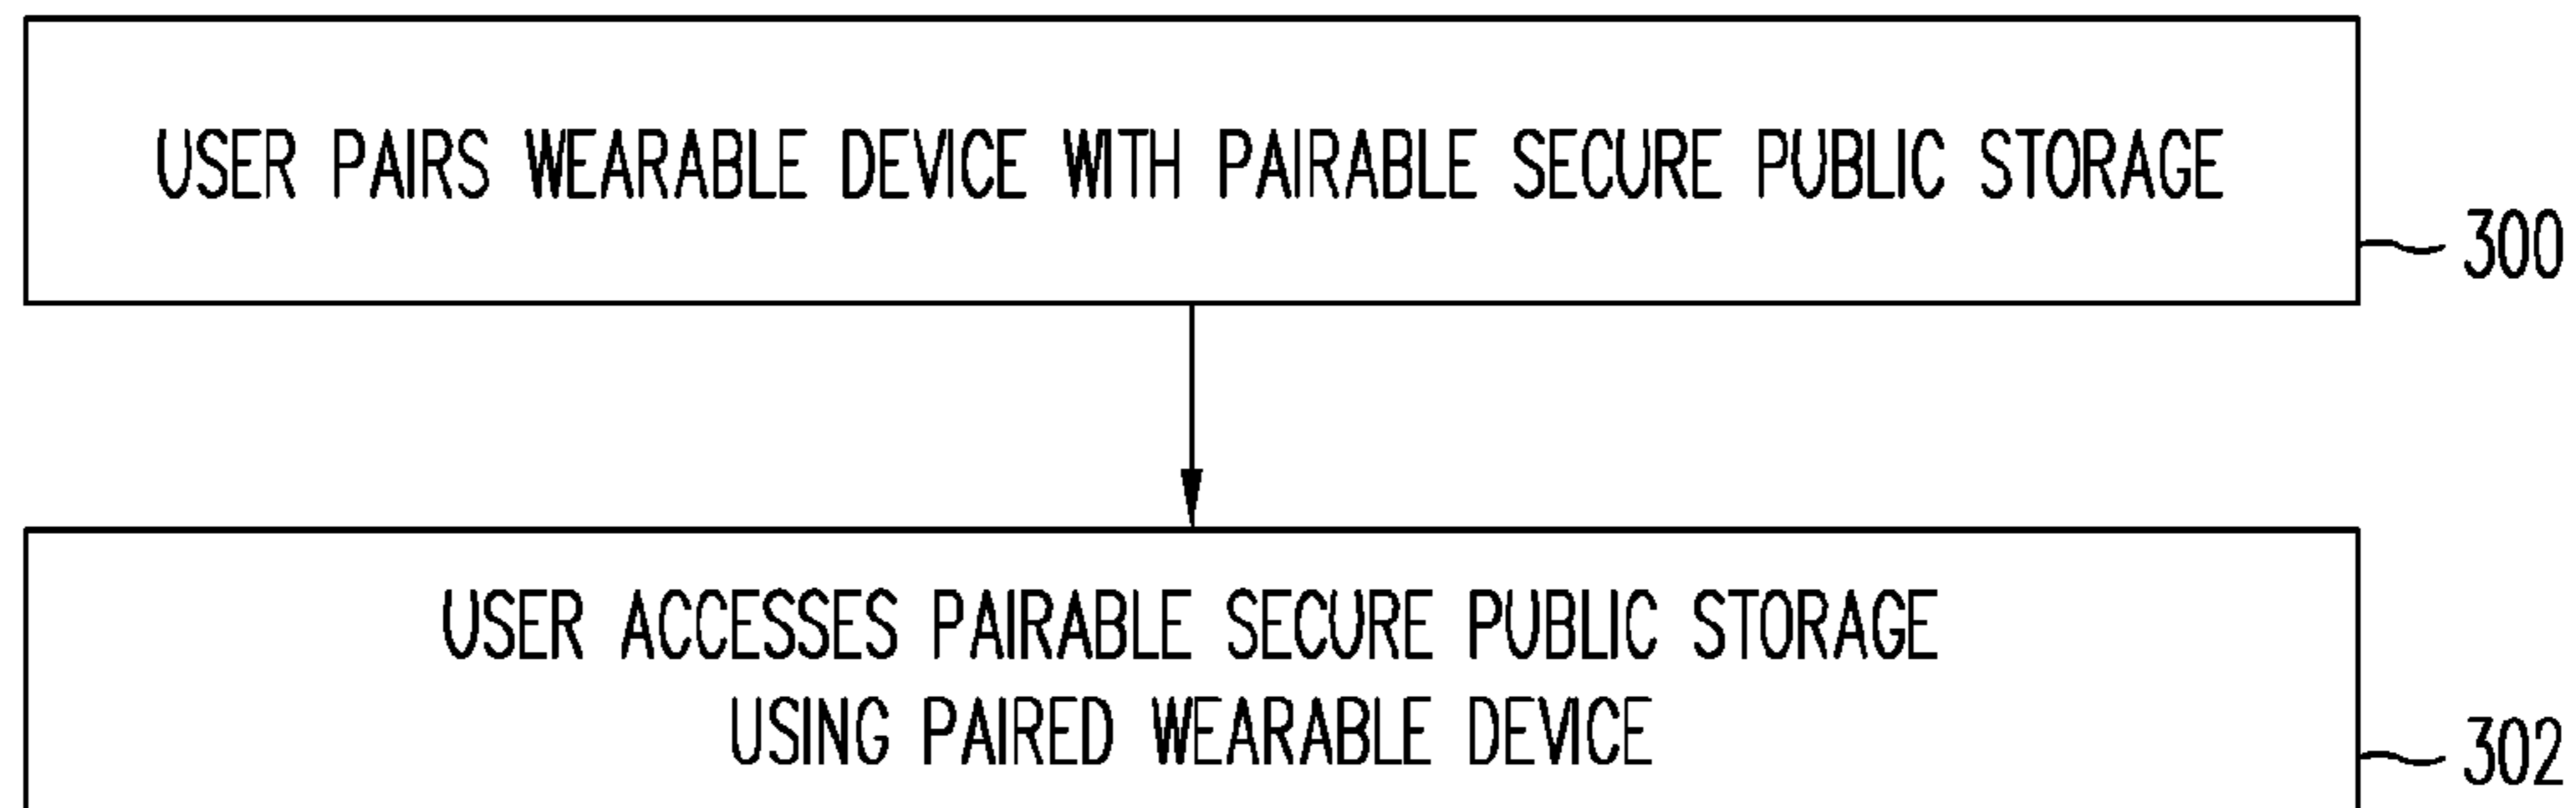 USER PAIRS WEARABLE DEVICE WITH PAIRABLE SECURE PUBLIC STORAGE
300
USER ACCESSES PAIRABLE SECURE PUBLIC STORAGE
USING PAIRED WEARABLE DEVICE
302